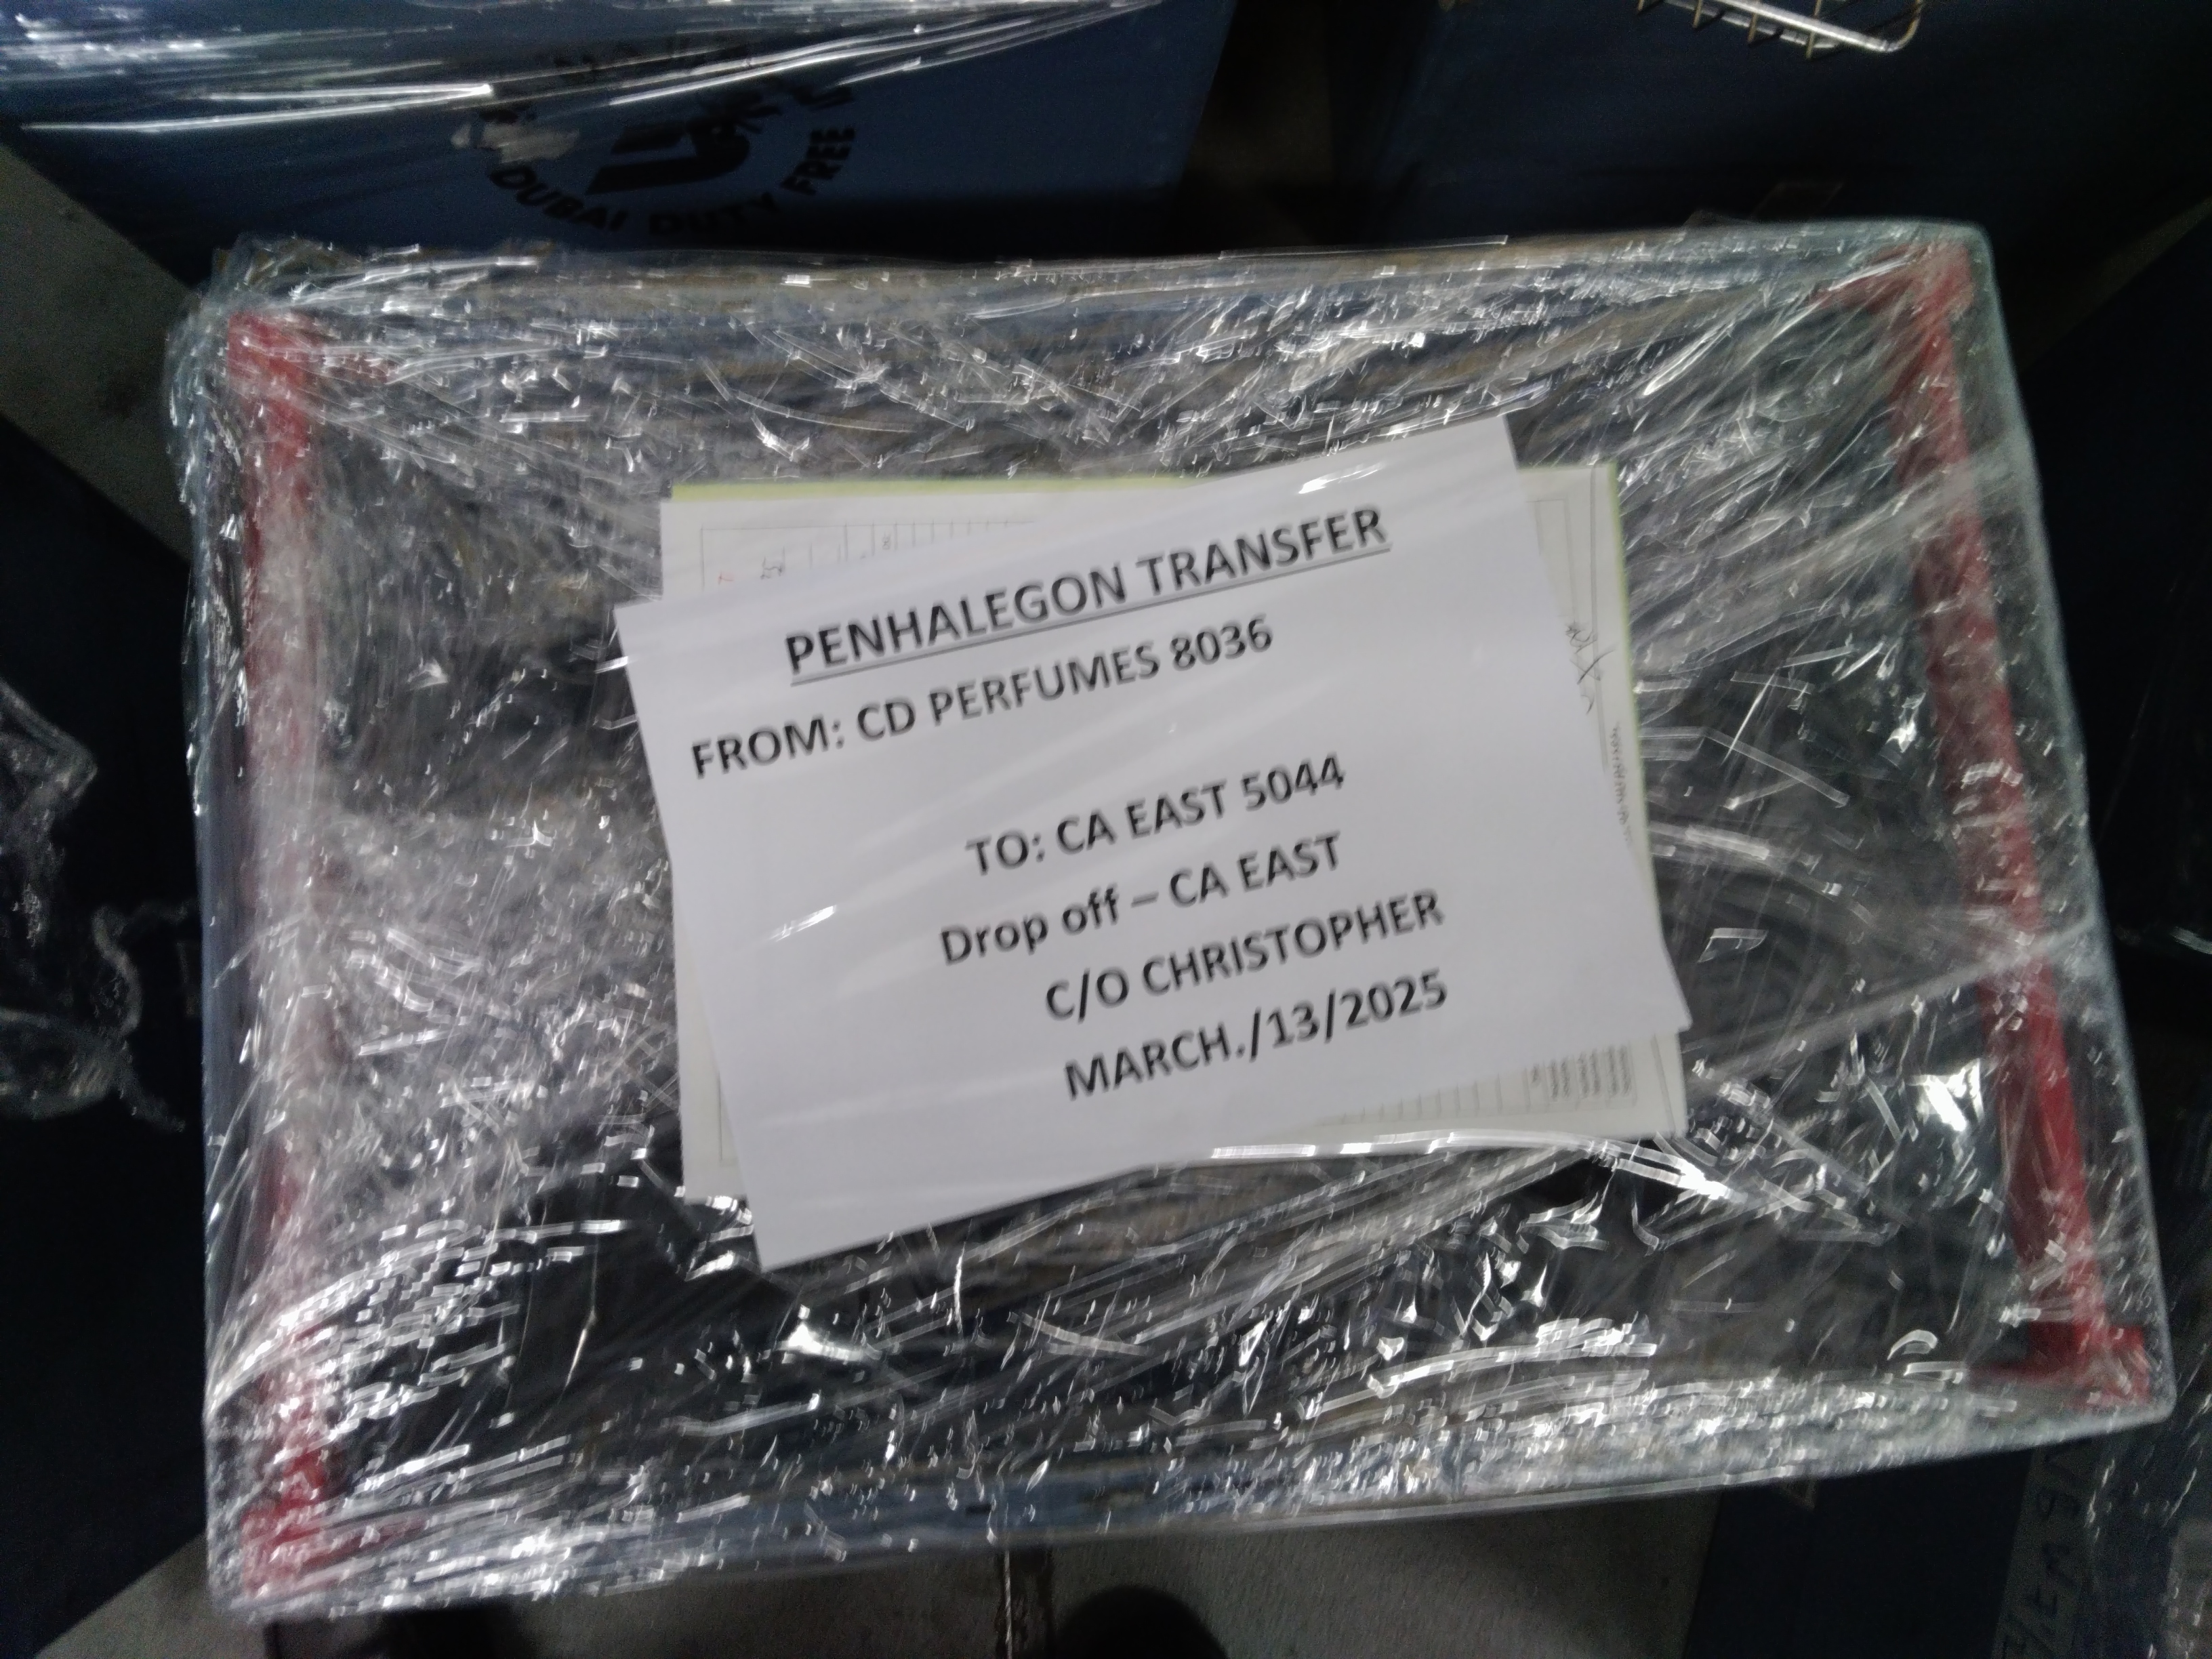 DUBAI DUTY FREE
PENHALEGON TRANSFER
FROM: CD PERFUMES 8036
TO: CA EAST 5044
Drop off – CA EAST
C/O CHRISTOPHER
MARCH./13/2025